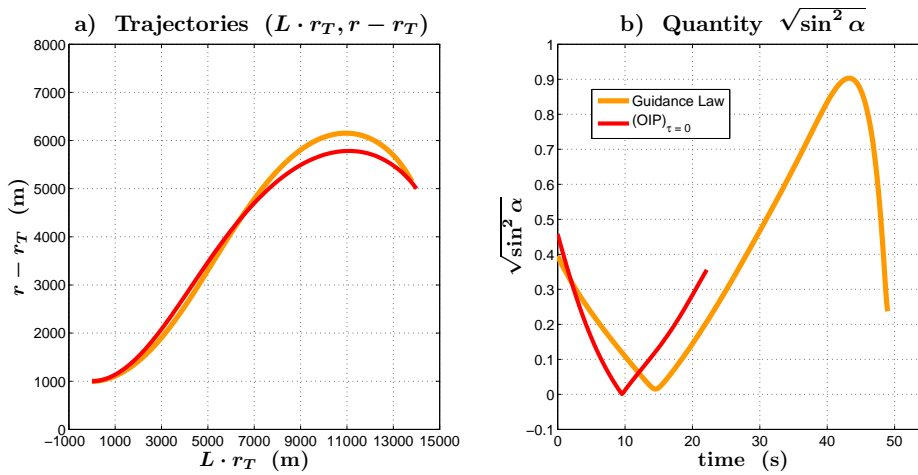 a) Trajectories (L · r_T, r − r_T)
8000
7000
6000
5000
4000
3000
2000
1000
0
r − r_T (m)
−1000 1000 3000 5000 7000 9000 11000 13000 15000
L · r_T (m)
b) Quantity √sin² α
1
0.9
0.8
0.7
0.6
0.5
0.4
0.3
0.2
0.1
0
−0.1
√sin² α
Guidance Law
(OIP)τ = 0
0 10 20 30 40 50
time (s)